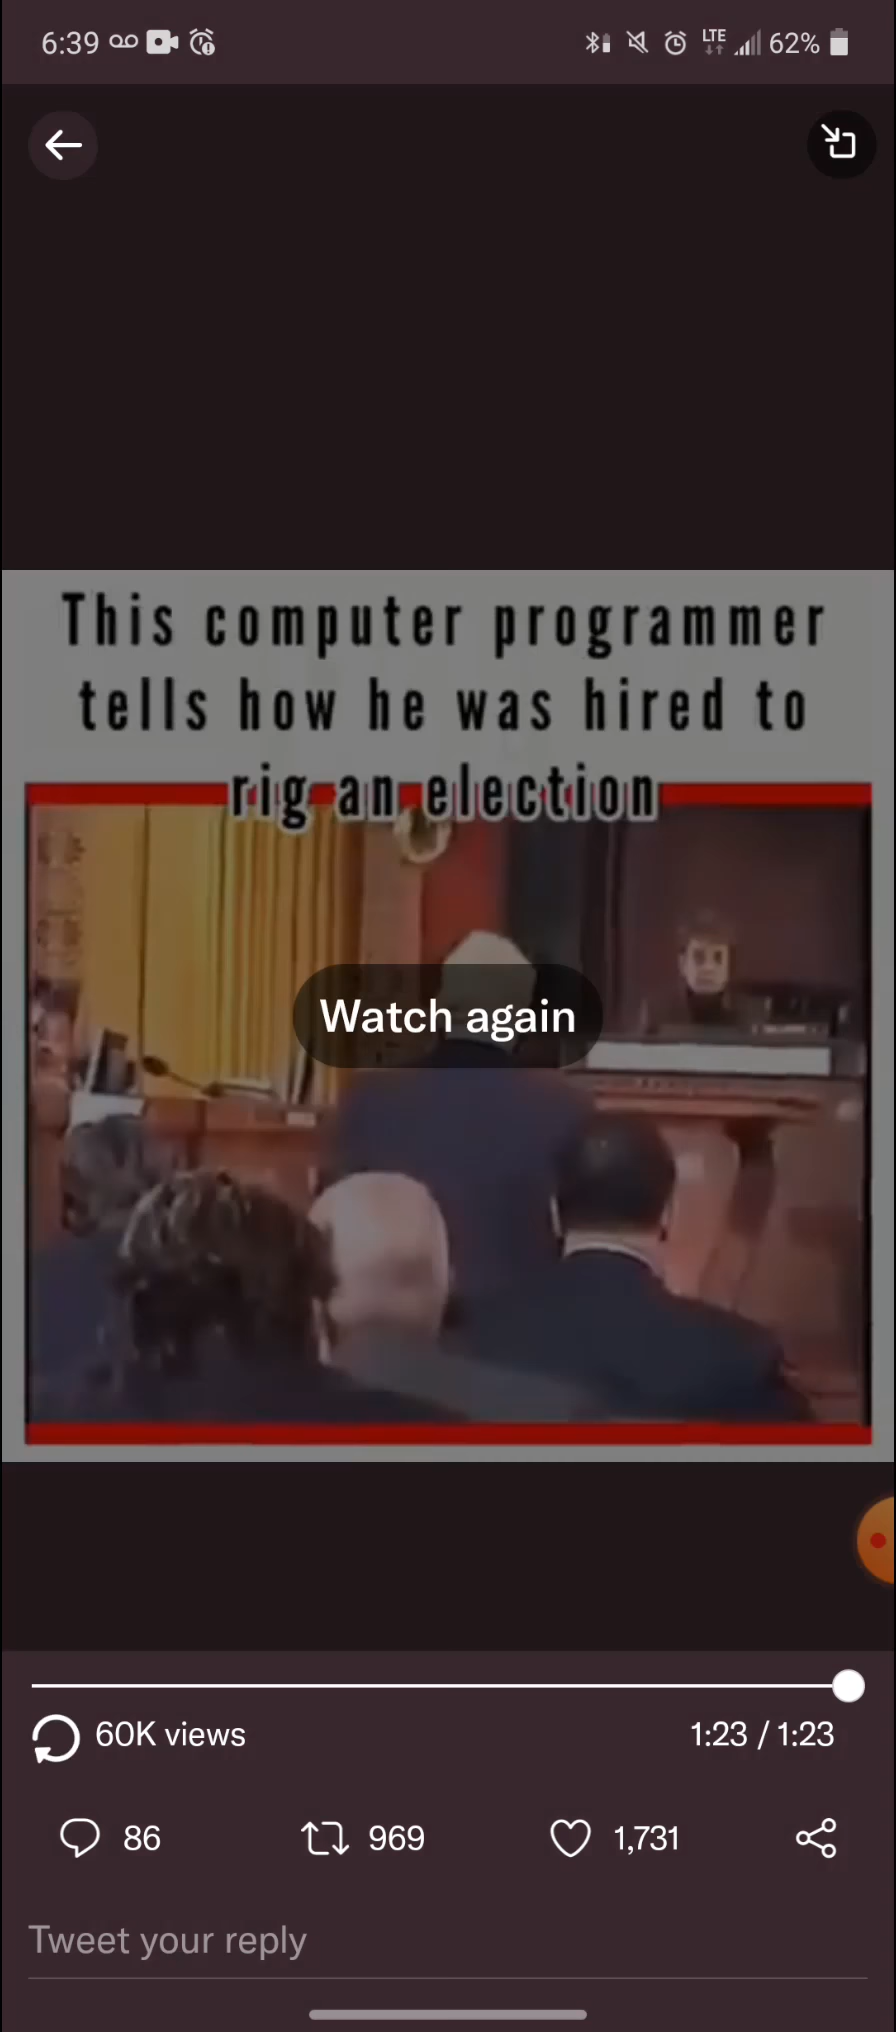 6:39
LTE
62%
This computer programmer
tells how he was hired to
rig an election
Watch again
60K views
1:23 / 1:23
86
969
1,731
Tweet your reply